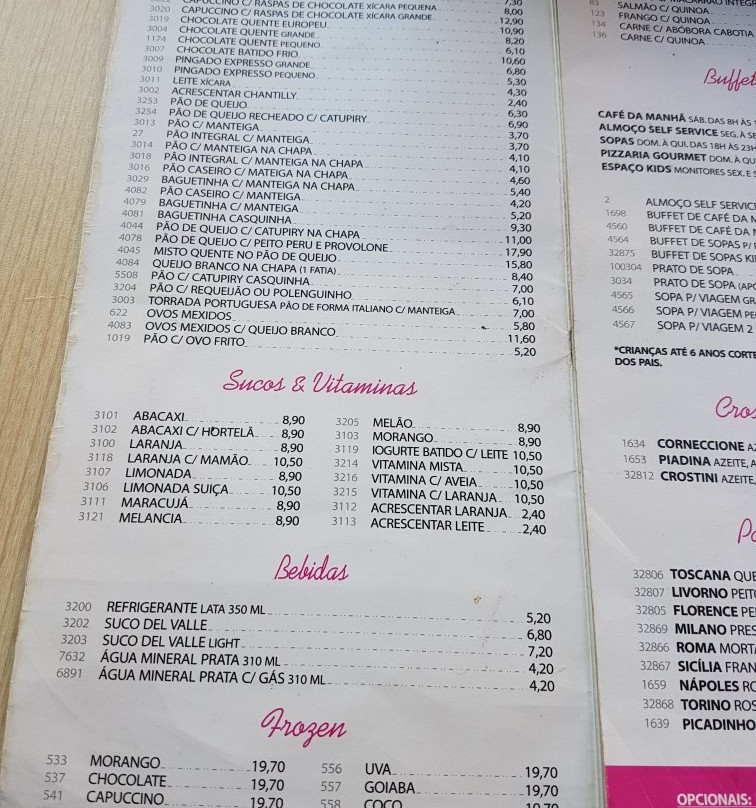 CAPUCCINO C/ RASPAS DE CHOCOLATE XÍCARA PEQUENA 7,30
3020 CAPUCCINO C/ RASPAS DE CHOCOLATE XÍCARA GRANDE 8,00
12,90
3019 CHOCOLATE QUENTE EUROPEU 10,90
3004 CHOCOLATE QUENTE GRANDE 8,20
1174 CHOCOLATE QUENTE PEQUENO 6,10
3007 CHOCOLATE BATIDO FRIO 10,60
3009 PINGADO EXPRESSO GRANDE 6,80
3010 PINGADO EXPRESSO PEQUENO 5,30
3011 LEITE XÍCARA 4,30
3002 ACRESCENTAR CHANTILLY 2,40
3253 PÃO DE QUEIJO 6,30
3254 PÃO DE QUEIJO RECHEADO C/ CATUPIRY 6,90
3013 PÃO C/ MANTEIGA 3,70
27 PÃO INTEGRAL C/ MANTEIGA 3,70
3014 PÃO C/ MANTEIGA NA CHAPA 4,10
3018 PÃO INTEGRAL C/ MANTEIGA NA CHAPA 4,10
3016 PÃO CASEIRO C/ MATEIGA NA CHAPA 4,60
3029 BAGUETINHA C/ MANTEIGA NA CHAPA 5,40
4082 PÃO CASEIRO C/ MANTEIGA 4,20
4079 BAGUETINHA C/ MANTEIGA 5,20
4081 BAGUETINHA CASQUINHA 9,30
4044 PÃO DE QUEIJO C/ CATUPIRY NA CHAPA 11,00
4078 PÃO DE QUEIJO C/ PEITO PERU E PROVOLONE 17,90
4045 MISTO QUENTE NO PÃO DE QUEIJO 15,80
4084 QUEIJO BRANCO NA CHAPA (1 FATIA) 8,40
5508 PÃO C/ CATUPIRY CASQUINHA 7,00
3204 PÃO C/ REQUEIJÃO OU POLENGUINHO 6,10
3003 TORRADA PORTUGUESA PÃO DE FORMA ITALIANO C/ MANTEIGA 7,00
622 OVOS MEXIDOS 5,80
4083 OVOS MEXIDOS C/ QUEIJO BRANCO 11,60
1019 PÃO C/ OVO FRITO 5,20
Sucos & Vitaminas
3101 ABACAXI 8,90
3102 ABACAXI C/ HORTELÃ 8,90
3100 LARANJA 8,90
3118 LARANJA C/ MAMÃO 10,50
3107 LIMONADA 8,90
3106 LIMONADA SUIÇA 10,50
3111 MARACUJÁ 8,90
3121 MELANCIA 8,90
3205 MELÃO 8,90
3103 MORANGO 8,90
3119 IOGURTE BATIDO C/ LEITE 10,50
3214 VITAMINA MISTA 10,50
3216 VITAMINA C/ AVEIA 10,50
3215 VITAMINA C/ LARANJA 10,50
3112 ACRESCENTAR LARANJA 2,40
3113 ACRESCENTAR LEITE 2,40
Bebidas
3200 REFRIGERANTE LATA 350 ML 5,20
3202 SUCO DEL VALLE 6,80
3203 SUCO DEL VALLE LIGHT 7,20
7632 ÁGUA MINERAL PRATA 310 ML 4,20
6891 ÁGUA MINERAL PRATA C/ GÁS 310 ML 4,20
Frozen
533 MORANGO 19,70
537 CHOCOLATE 19,70
541 CAPUCCINO 19,70
556 UVA 19,70
557 GOIABA 19,70
558 COCO 19,70
SALMÃO C/ QUINOA
123 FRANGO C/ QUINOA
134 CARNE C/ ABÓBORA CABOTIA
136 CARNE C/ QUINOA
Buffet
CAFÉ DA MANHÃ SÁB. DAS 8H ÀS
ALMOÇO SELF SERVICE SEG. À
SOPAS DOM. À QUI. DAS 18H ÀS 23H
PIZZARIA GOURMET DOM. À
ESPAÇO KIDS MONITORES SEX. E
2 ALMOÇO SELF SERVICE
1698 BUFFET DE CAFÉ DA
4560 BUFFET DE CAFÉ DA
4564 BUFFET DE SOPAS P/
32875 BUFFET DE SOPAS
100304 PRATO DE SOPA
3034 PRATO DE SOPA
4565 SOPA P/ VIAGEM
4566 SOPA P/ VIAGEM
4567 SOPA P/ VIAGEM 2
*CRIANÇAS ATÉ 6 ANOS
DOS PAIS.
1634 CORNECCIONE
1653 PIADINA AZEITE,
32812 CROSTINI AZEITE,
32806 TOSCANA
32807 LIVORNO
32805 FLORENCE
32869 MILANO
32866 ROMA
32867 SICÍLIA
1659 NÁPOLES
32868 TORINO
1639 PICADINHO
OPCIONAIS: